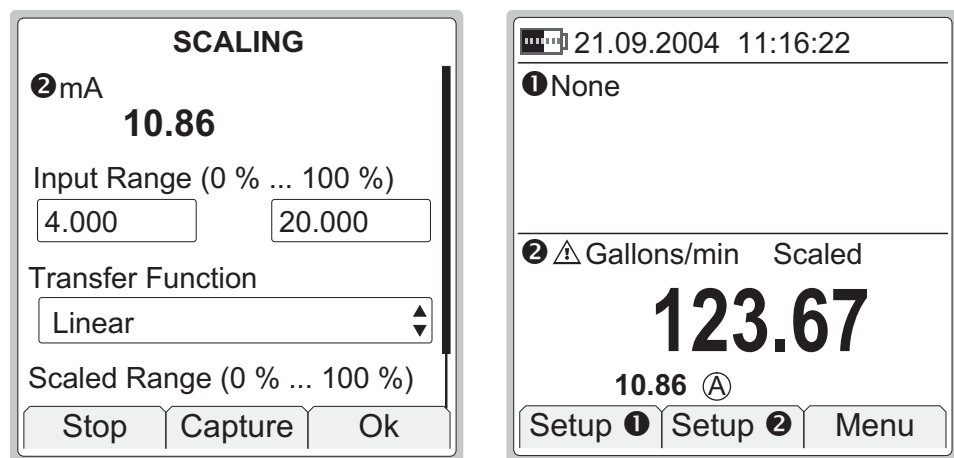 SCALING
❷mA
10.86
Input Range (0 % ... 100 %)
4.000 20.000
Transfer Function
Linear
Scaled Range (0 % ... 100 %)
Stop Capture Ok
21.09.2004 11:16:22
❶None
❷ ⚠ Gallons/min Scaled
123.67
10.86 Ⓐ
Setup ❶ Setup ❷ Menu